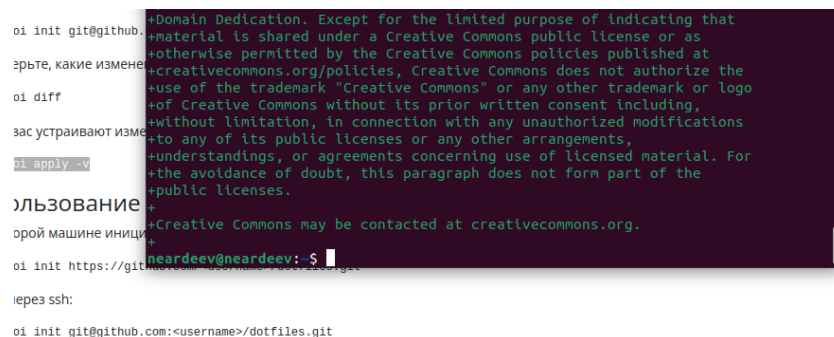 +Domain Dedication. Except for the limited purpose of indicating that
oi init git@github.
+material is shared under a Creative Commons public license or as
+otherwise permitted by the Creative Commons policies published at
ерьте, какие измене
+creativecommons.org/policies, Creative Commons does not authorize the
+use of the trademark "Creative Commons" or any other trademark or logo
oi diff
+of Creative Commons without its prior written consent including,
+without limitation, in connection with any unauthorized modifications
вас устраивают изме
+to any of its public licenses or any other arrangements,
+understandings, or agreements concerning use of licensed material. For
oi apply -v
+the avoidance of doubt, this paragraph does not form part of the
+public licenses.
ользование
+
+Creative Commons may be contacted at creativecommons.org.
орой машине иници
+
neardeev@neardeev:~$
oi init https://github.com/<username>/dotfiles.git
через ssh:
oi init git@github.com:<username>/dotfiles.git